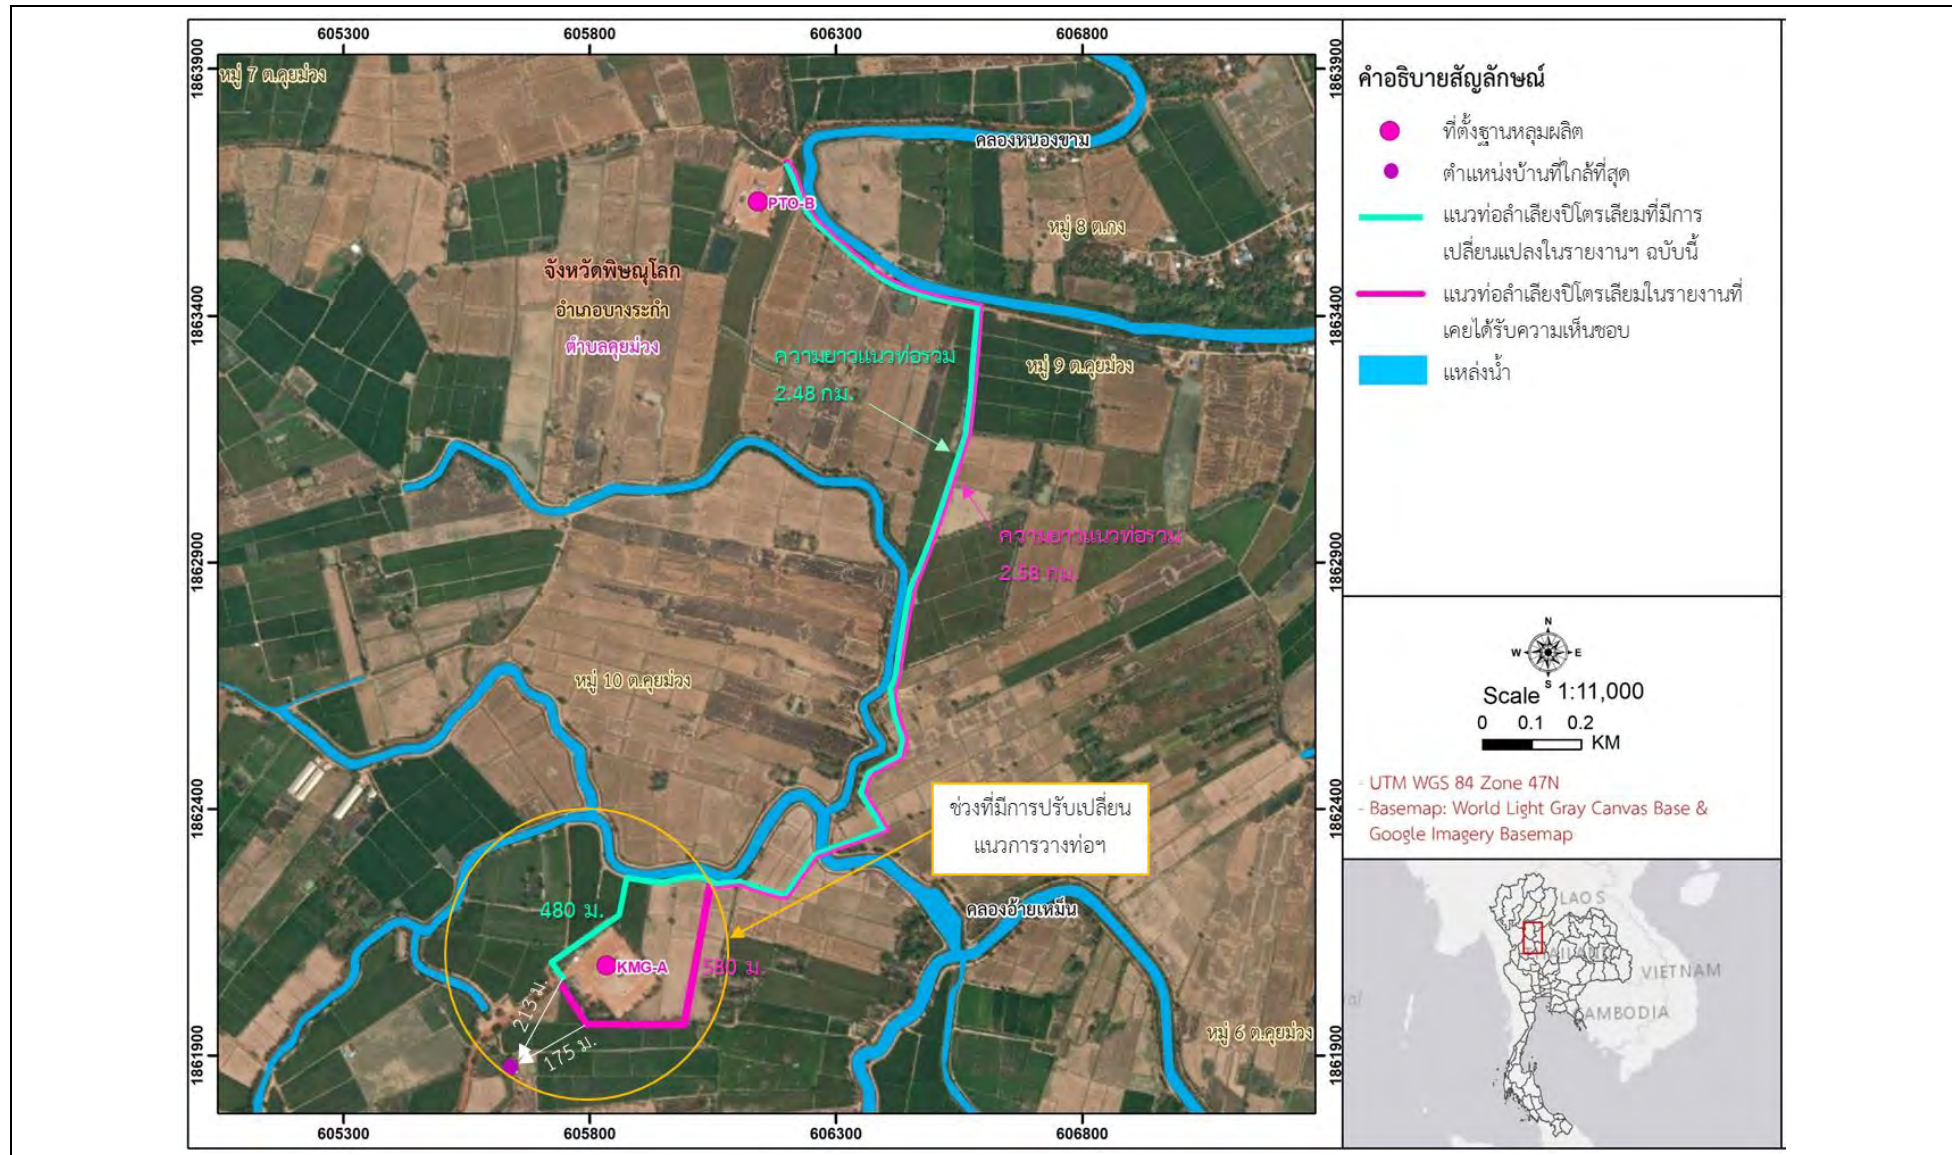 605300 605800 606300 606800
1863900
1863900
หมู่ 7 ต.คุยม่วง
คลองหนองขาม
PTO-B
หมู่ 8 ต.กง
จังหวัดพิษณุโลก
อำเภอบางระกำ
ตำบลคุยม่วง
1863400
1863400
ความยาวแนวท่อรวม
2.48 กม.
หมู่ 9 ต.คุยม่วง
ความยาวแนวท่อรวม
2.58 กม.
1862900
1862900
หมู่ 10 ต.คุยม่วง
1862400
1862400
ช่วงที่มีการปรับเปลี่ยน
แนวการวางท่อฯ
480 ม.
คลองอ้ายเหม็น
KMG-A
580 ม.
213 ม.
175 ม.
หมู่ 6 ต.คุยม่วง
1861900
1861900
605300 605800 606300 606800
คำอธิบายสัญลักษณ์
ที่ตั้งฐานหลุมผลิต
ตำแหน่งบ้านที่ใกล้ที่สุด
แนวท่อลำเลียงปิโตรเลียมที่มีการ
เปลี่ยนแปลงในรายงานฯ ฉบับนี้
แนวท่อลำเลียงปิโตรเลียมในรายงานที่
เคยได้รับความเห็นชอบ
แหล่งน้ำ
N
W E
S
Scale 1:11,000
0 0.1 0.2
KM
- UTM WGS 84 Zone 47N
- Basemap: World Light Gray Canvas Base &
Google Imagery Basemap
LAOS
THAILAND
VIETNAM
CAMBODIA